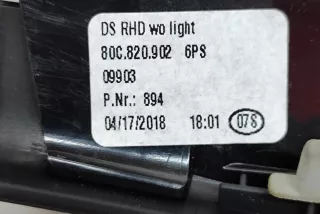 DS RHD wo light
80C.820.902 6PS
09903
P.Nr.: 894
04/17/2018 18:01 078